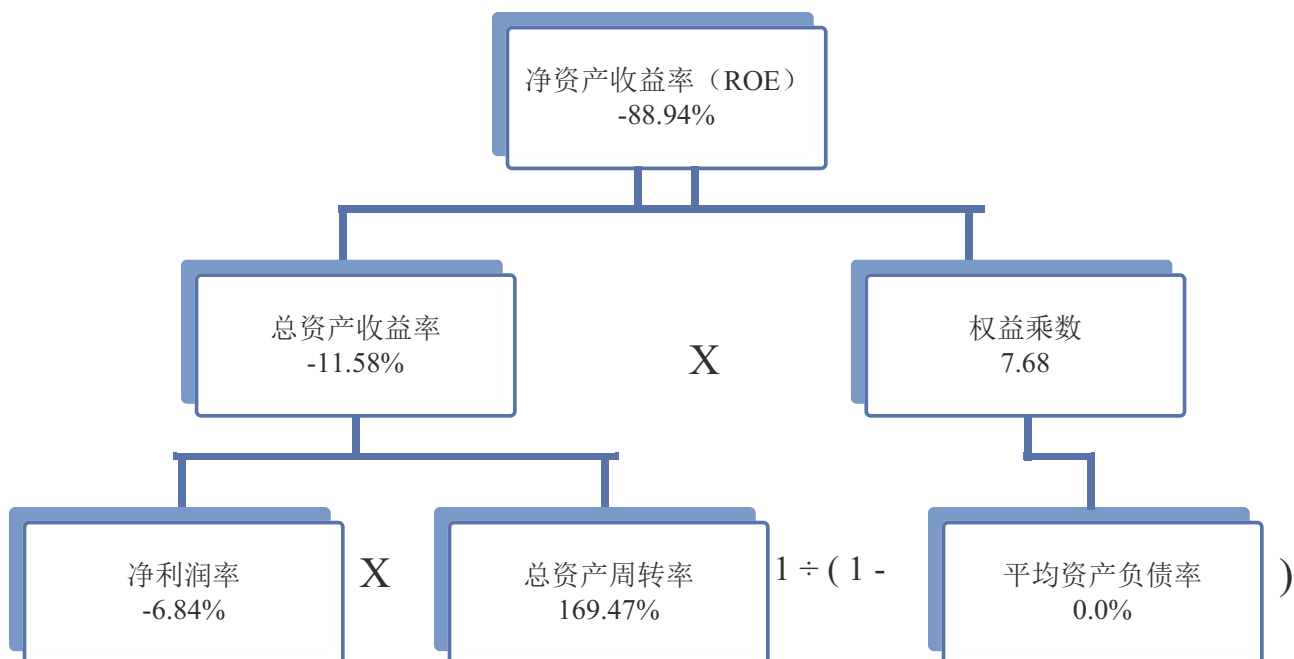 净资产收益率（ROE）
-88.94%
总资产收益率
-11.58%
X
权益乘数
7.68
净利润率
-6.84%
X
总资产周转率
169.47%
1 ÷ ( 1 -
平均资产负债率
0.0%
)